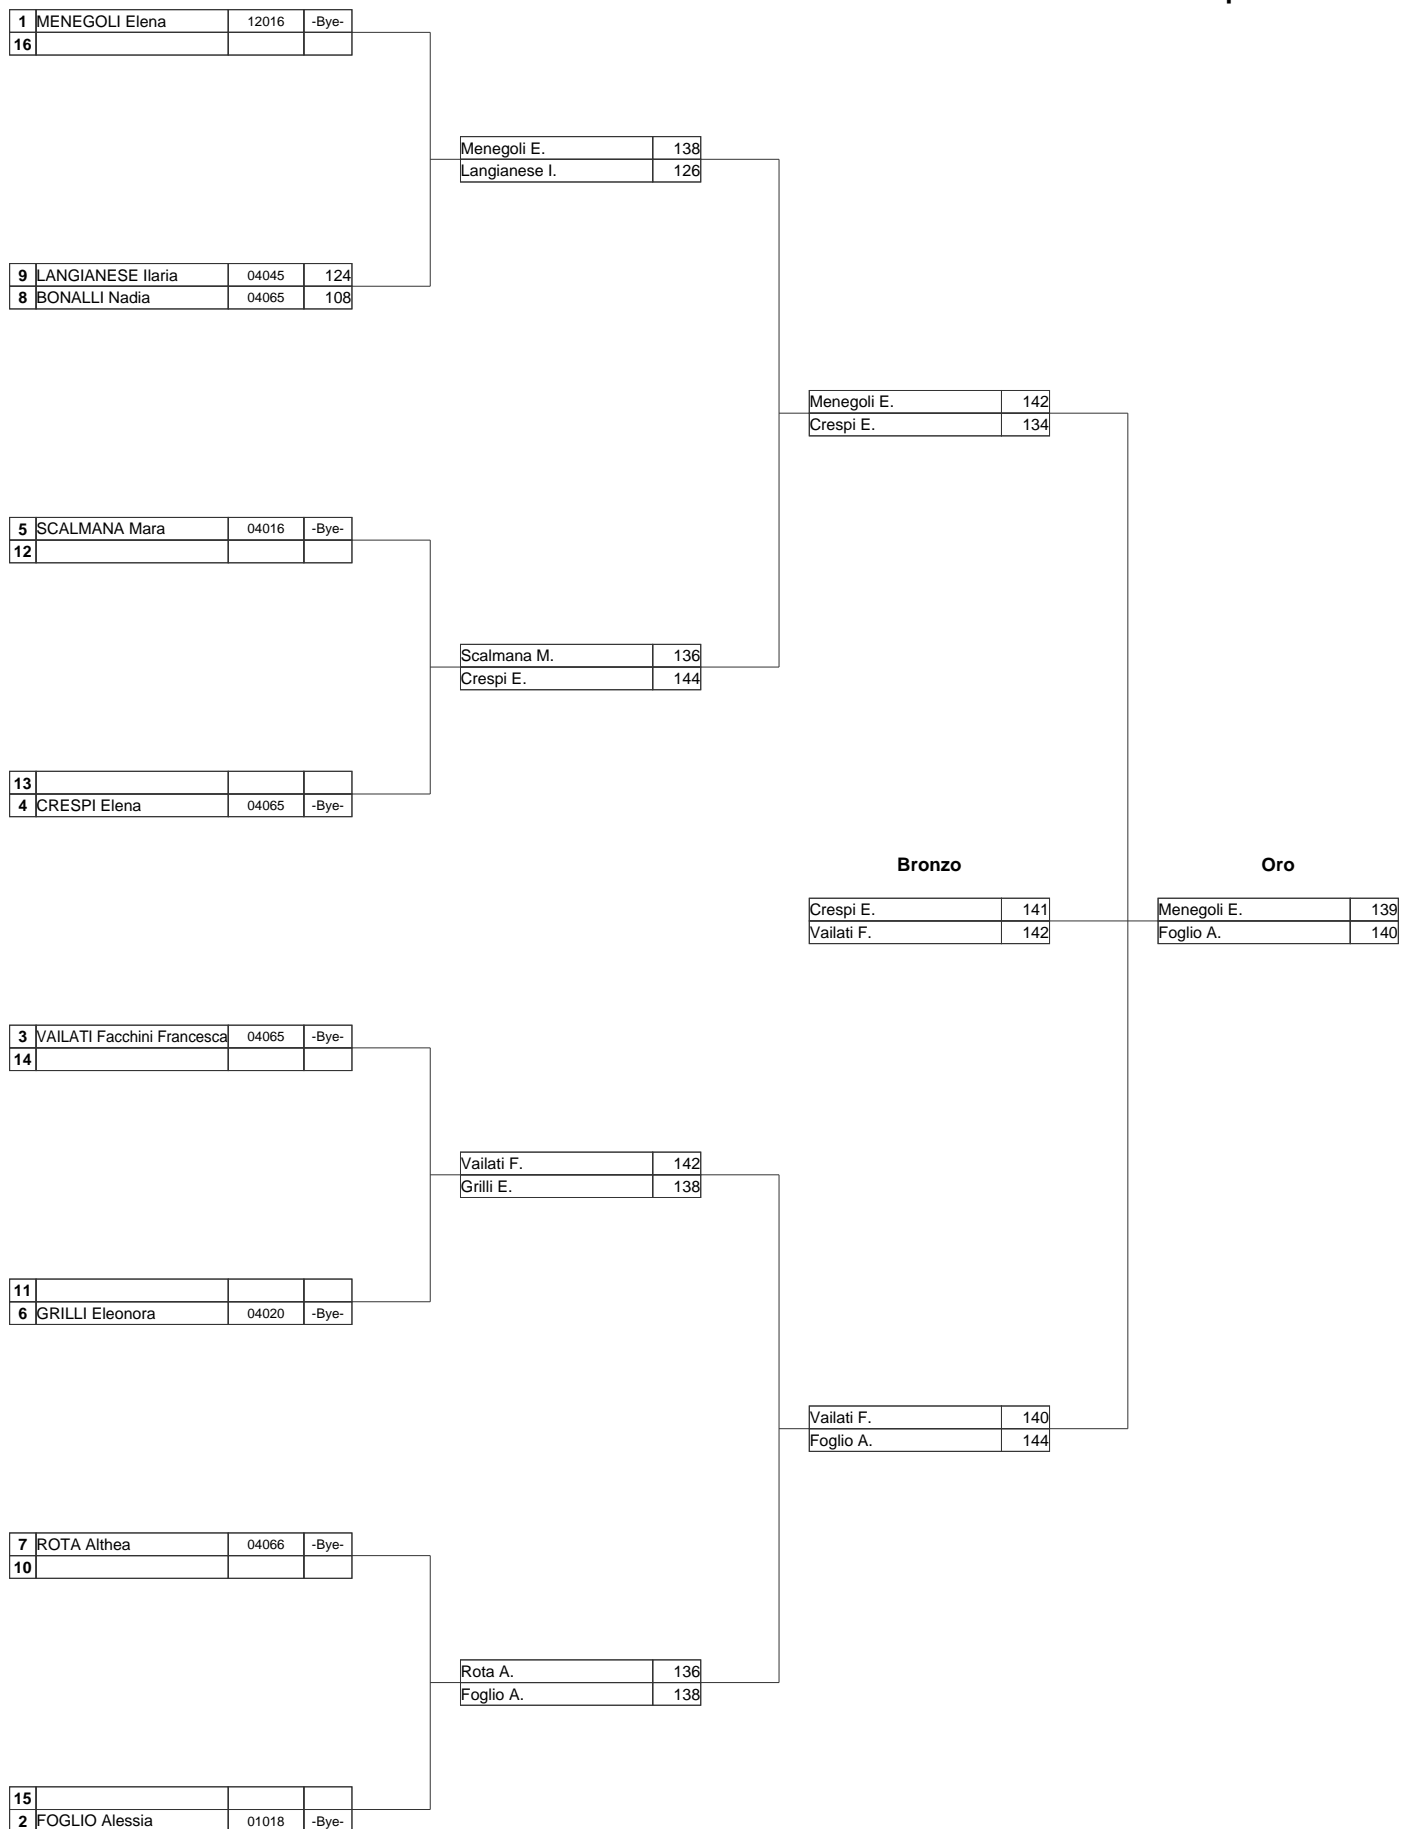 1 MENEGOLI Elena 12016 -Bye-
16
Menegoli E. 138
Langianese I. 126
9 LANGIANESE Ilaria 04045 124
8 BONALLI Nadia 04065 108
Menegoli E. 142
Crespi E. 134
5 SCALMANA Mara 04016 -Bye-
12
Scalmana M. 136
Crespi E. 144
13
4 CRESPI Elena 04065 -Bye-
Bronzo Oro
Crespi E. 141 Menegoli E. 139
Vailati F. 142 Foglio A. 140
3 VAILATI Facchini Francesca 04065 -Bye-
14
Vailati F. 142
Grilli E. 138
11
6 GRILLI Eleonora 04020 -Bye-
Vailati F. 140
Foglio A. 144
7 ROTA Althea 04066 -Bye-
10
Rota A. 136
Foglio A. 138
15
2 FOGLIO Alessia 01018 -Bye-